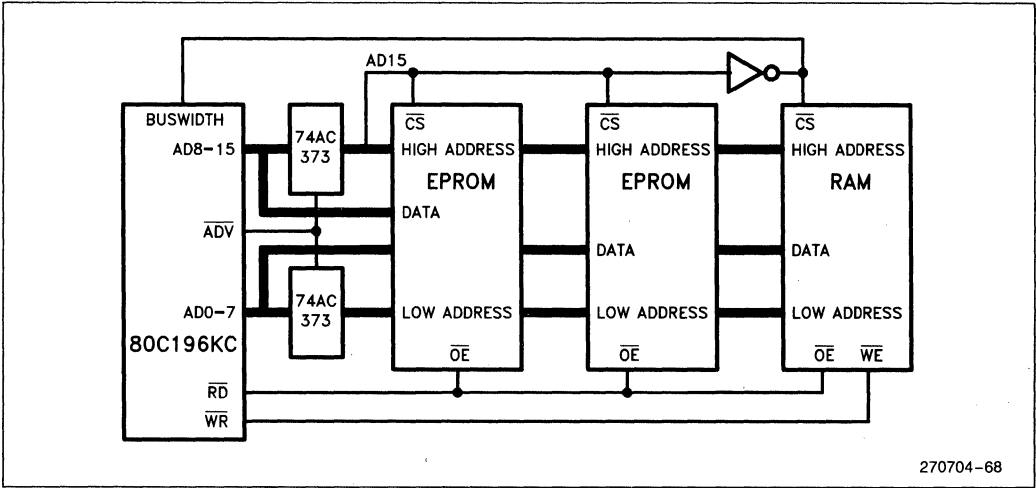 AD15
BUSWIDTH
AD8-15
ADV
AD0-7
80C196KC
RD
WR
74AC
373
74AC
373
CS
HIGH ADDRESS
EPROM
DATA
LOW ADDRESS
OE
CS
HIGH ADDRESS
EPROM
DATA
LOW ADDRESS
OE
CS
HIGH ADDRESS
RAM
DATA
LOW ADDRESS
OE WE
270704-68